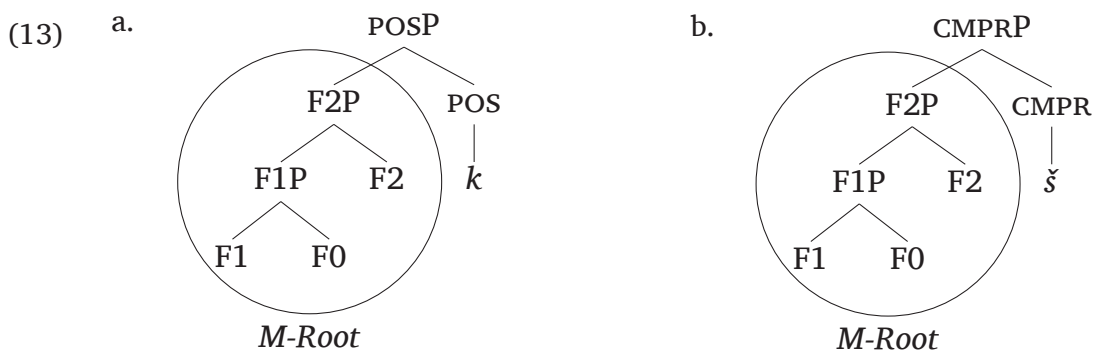 (13) a. POSP b. CMPRP
F2P POS F2P CMPR
F1P F2 k F1P F2 š
F1 F0 F1 F0
M-Root M-Root